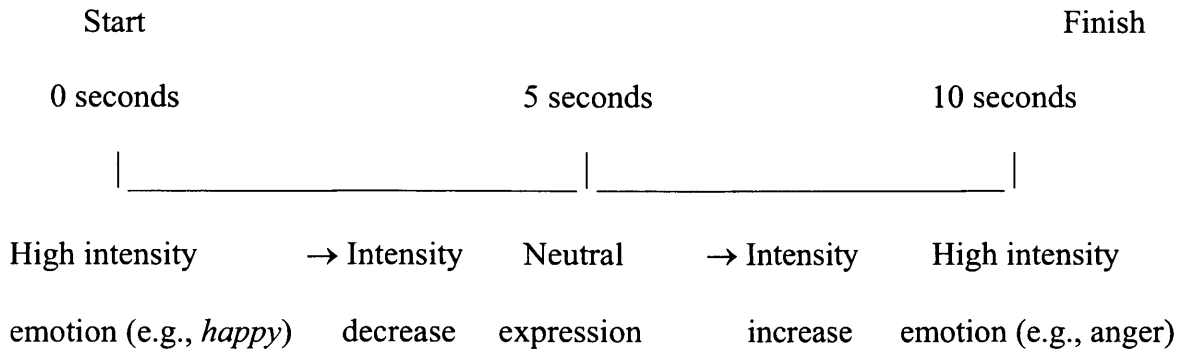 Start Finish
0 seconds 5 seconds 10 seconds
High intensity → Intensity Neutral → Intensity High intensity
emotion (e.g., happy) decrease expression increase emotion (e.g., anger)